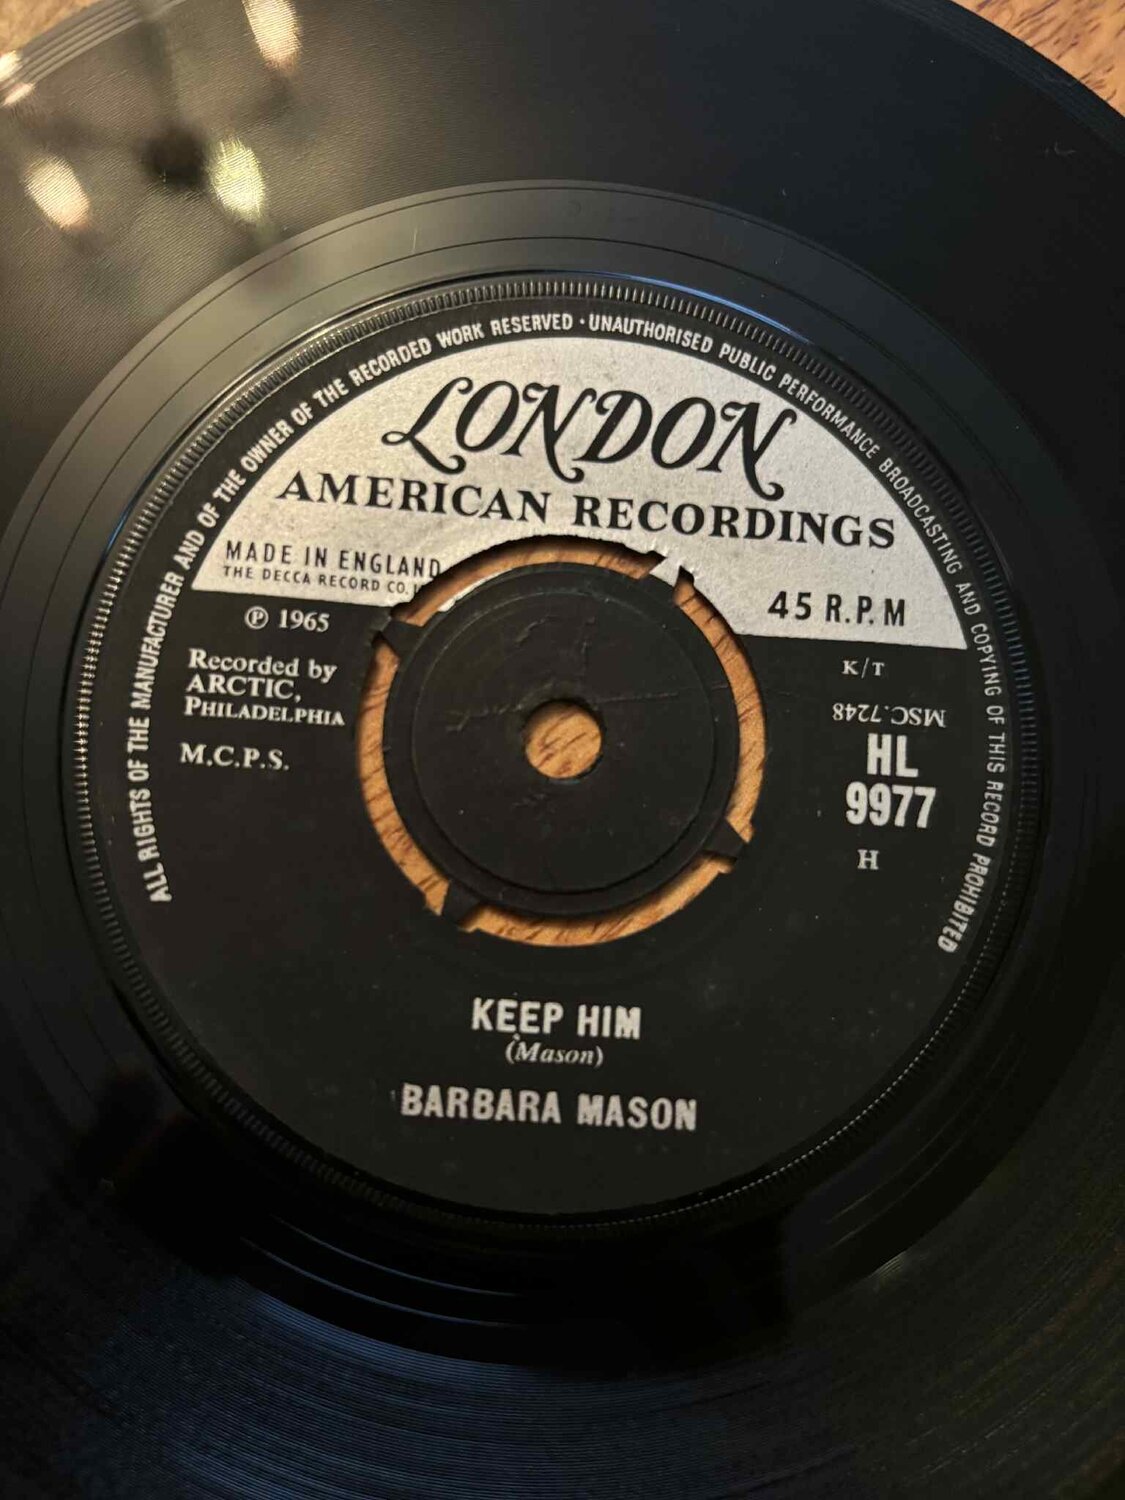 ALL RIGHTS OF THE MANUFACTURER AND OF THE OWNER OF THE RECORDED WORK RESERVED · UNAUTHORISED PUBLIC PERFORMANCE BROADCASTING AND COPYING OF THIS RECORD PROHIBITED
LONDON
AMERICAN RECORDINGS
MADE IN ENGLAND
THE DECCA RECORD CO.
45 R.P.M
℗ 1965
Recorded by
ARCTIC,
PHILADELPHIA
M.C.P.S.
K/T
MSC.7248
HL
9977
H
KEEP HIM
(Mason)
BARBARA MASON